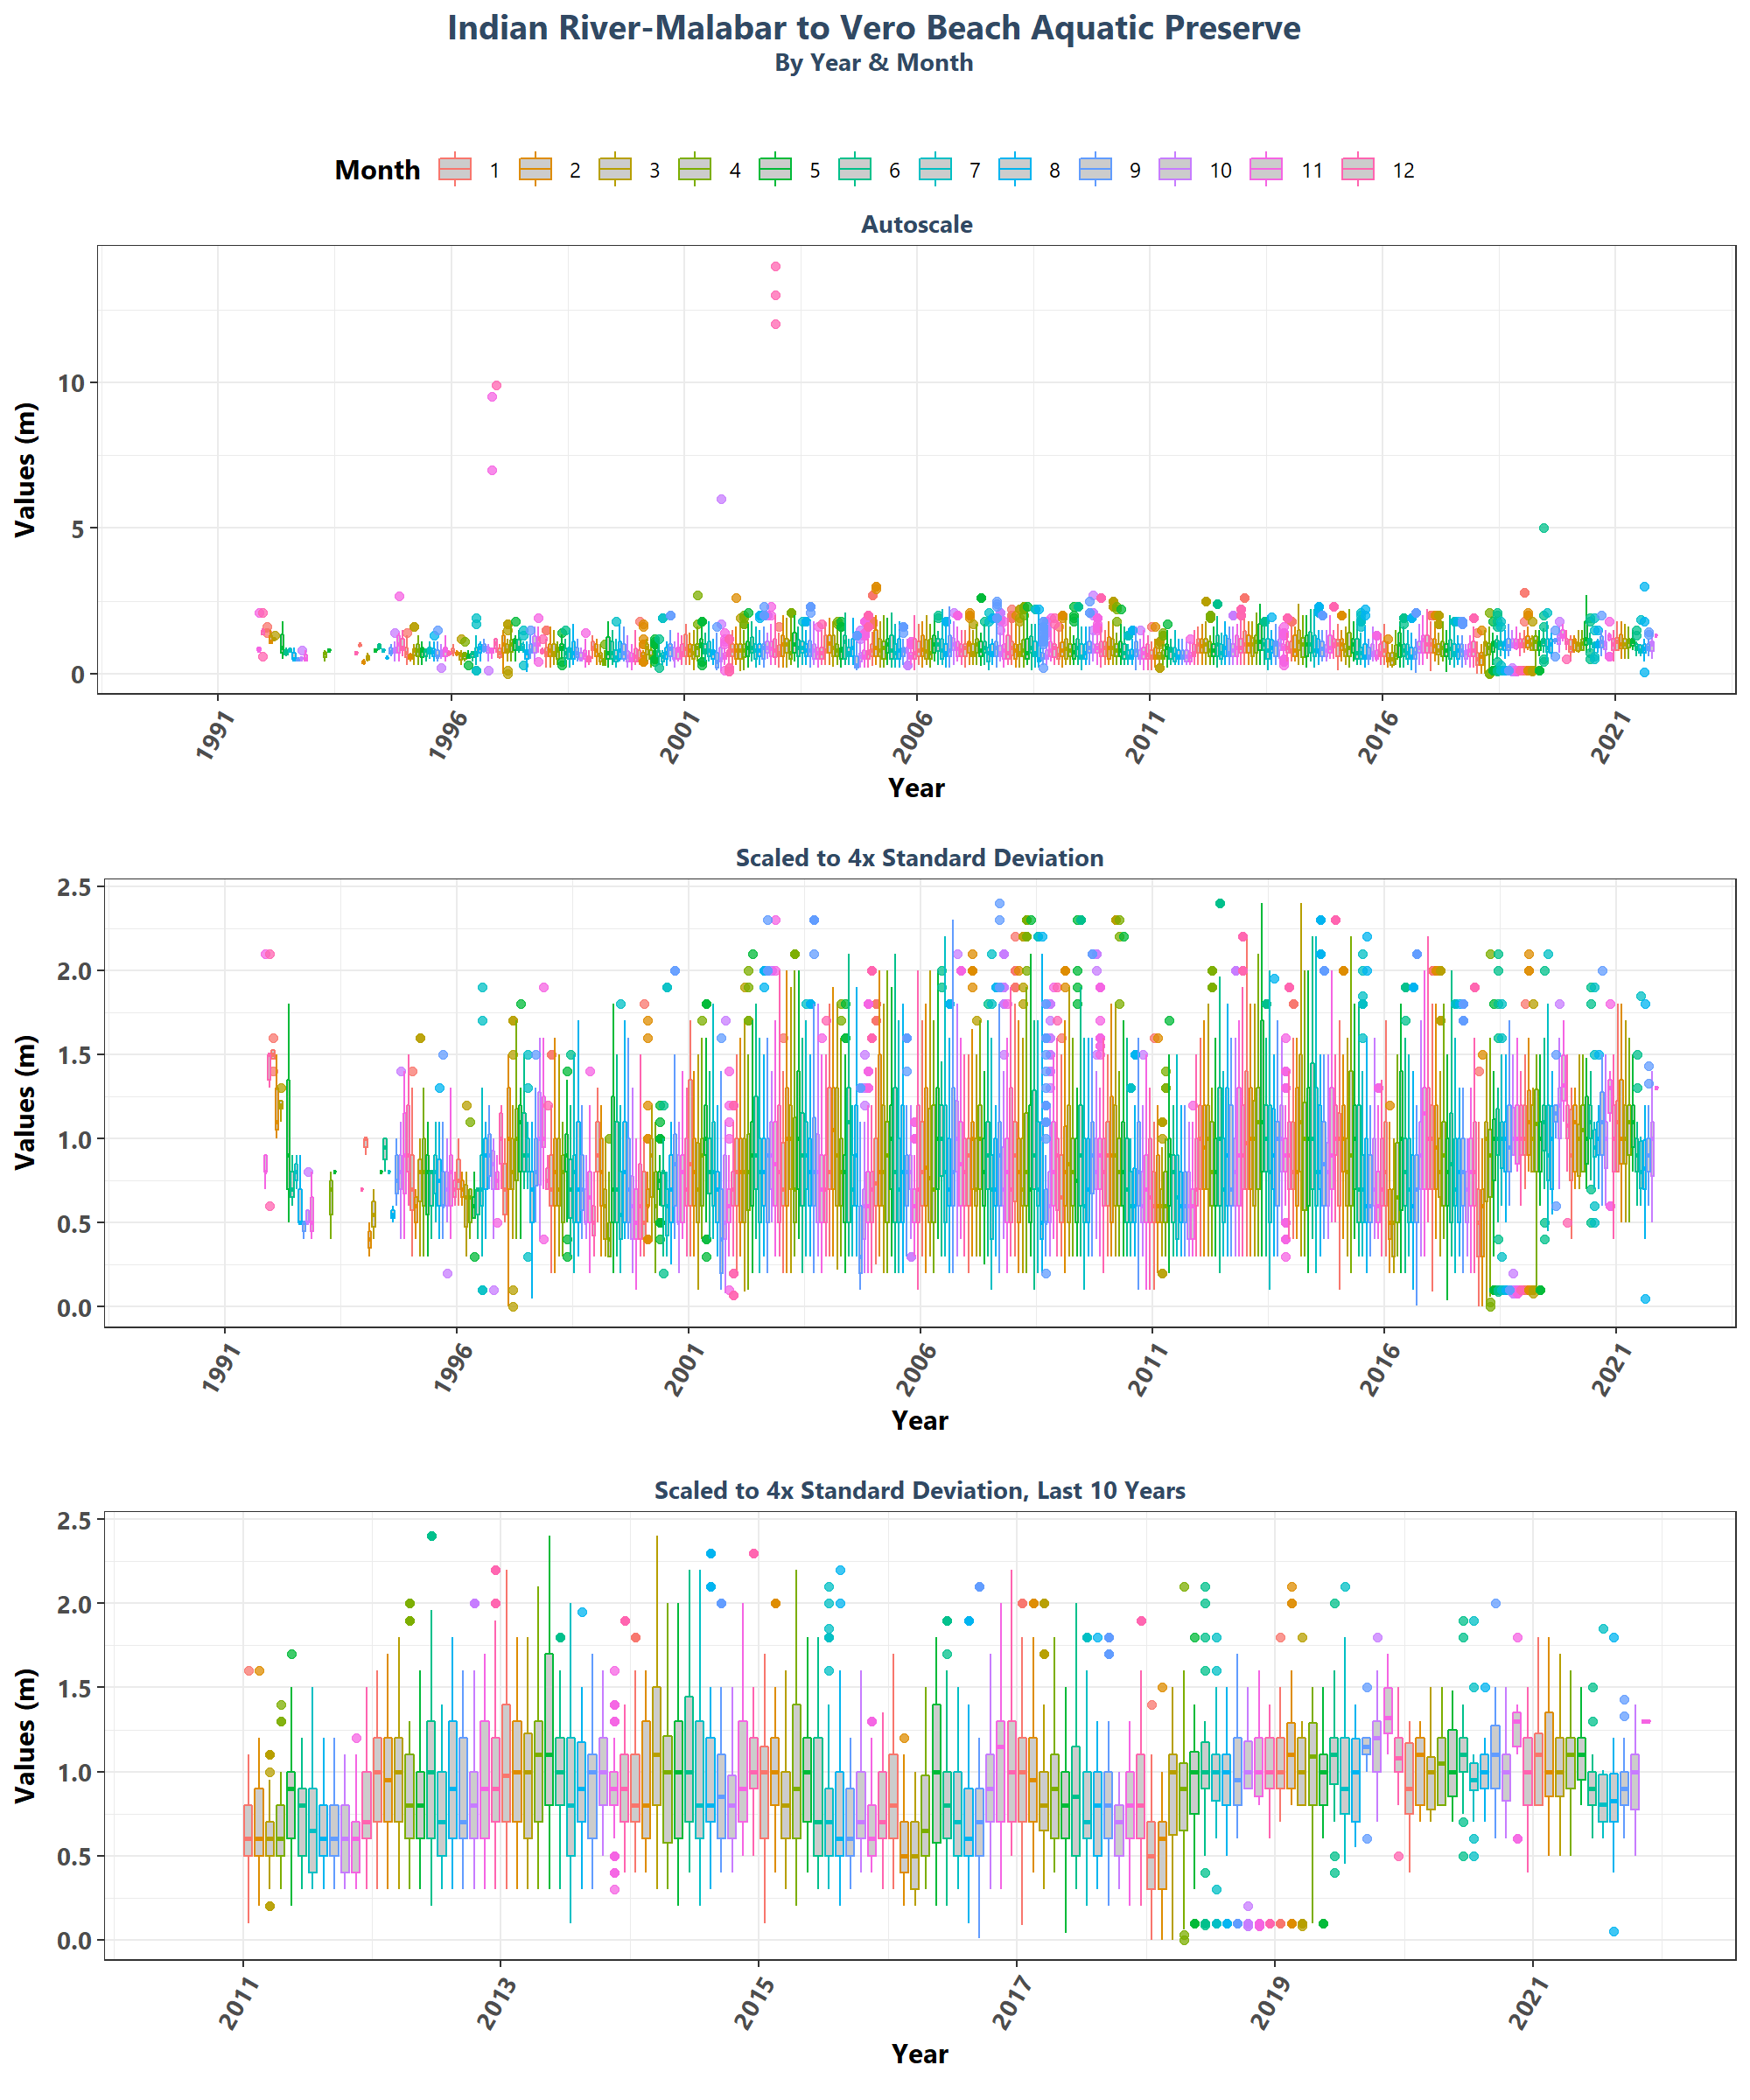 Indian River-Malabar to Vero Beach Aquatic Preserve
By Year & Month
Month 1 2 3 4 5 6 7 8 9 10 11 12
Autoscale
Values (m)
10
5
0
1991 1996 2001 2006 2011 2016 2021
Year
Scaled to 4x Standard Deviation
Values (m)
2.5
2.0
1.5
1.0
0.5
0.0
1991 1996 2001 2006 2011 2016 2021
Year
Scaled to 4x Standard Deviation, Last 10 Years
Values (m)
2.5
2.0
1.5
1.0
0.5
0.0
2011 2013 2015 2017 2019 2021
Year